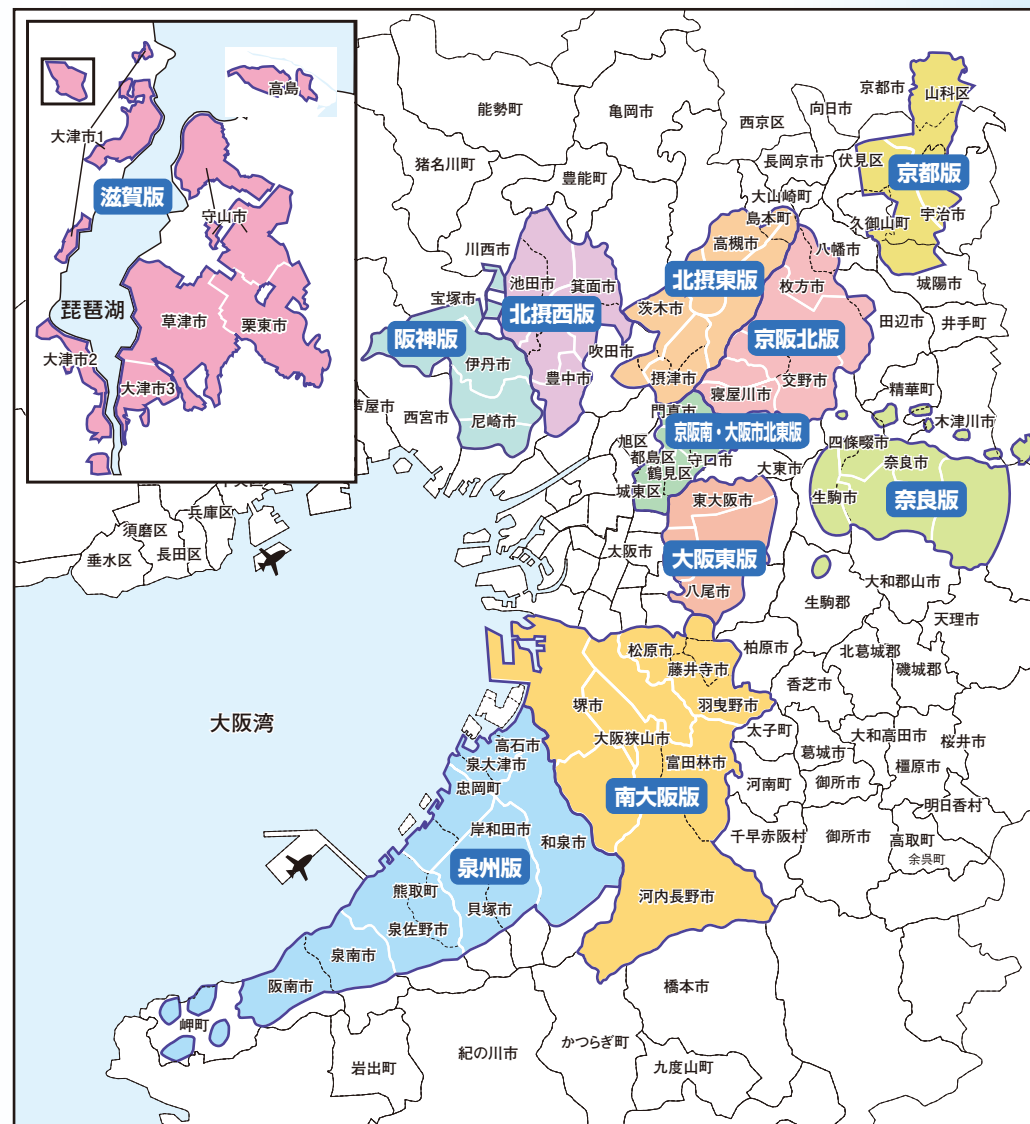 高島
大津市1
滋賀版
守山市
琵琶湖
草津市
栗東市
大津市2
大津市3
能勢町
亀岡市
京都市
山科区
向日市
西京区
猪名川町
豊能町
長岡京市
伏見区
京都版
大山崎町
島本町
久御山町
宇治市
川西市
高槻市
八幡市
城陽市
池田市
箕面市
北摂東版
枚方市
宝塚市
北摂西版
茨木市
田辺市
井手町
阪神版
京阪北版
伊丹市
吹田市
豊中市
摂津市
寝屋川市
交野市
精華町
芦屋市
西宮市
尼崎市
門真市
京阪南・大阪市北東版
木津川市
旭区
都島区
守口市
四條畷市
奈良市
鶴見区
大東市
城東区
東大阪市
生駒市
奈良版
兵庫区
須磨区
長田区
垂水区
大阪市
大阪東版
八尾市
生駒郡
大和郡山市
天理市
松原市
藤井寺市
柏原市
北葛城郡
磯城郡
香芝市
堺市
羽曳野市
大阪湾
太子町
大阪狭山市
高石市
泉大津市
忠岡町
富田林市
葛城市
大和高田市
桜井市
橿原市
河南町
御所市
南大阪版
明日香村
岸和田市
和泉市
千早赤阪村
御所市
高取町
余呉町
泉州版
熊取町
貝塚市
河内長野市
泉佐野市
泉南市
阪南市
橋本市
岬町
かつらぎ町
紀の川市
岩出町
九度山町